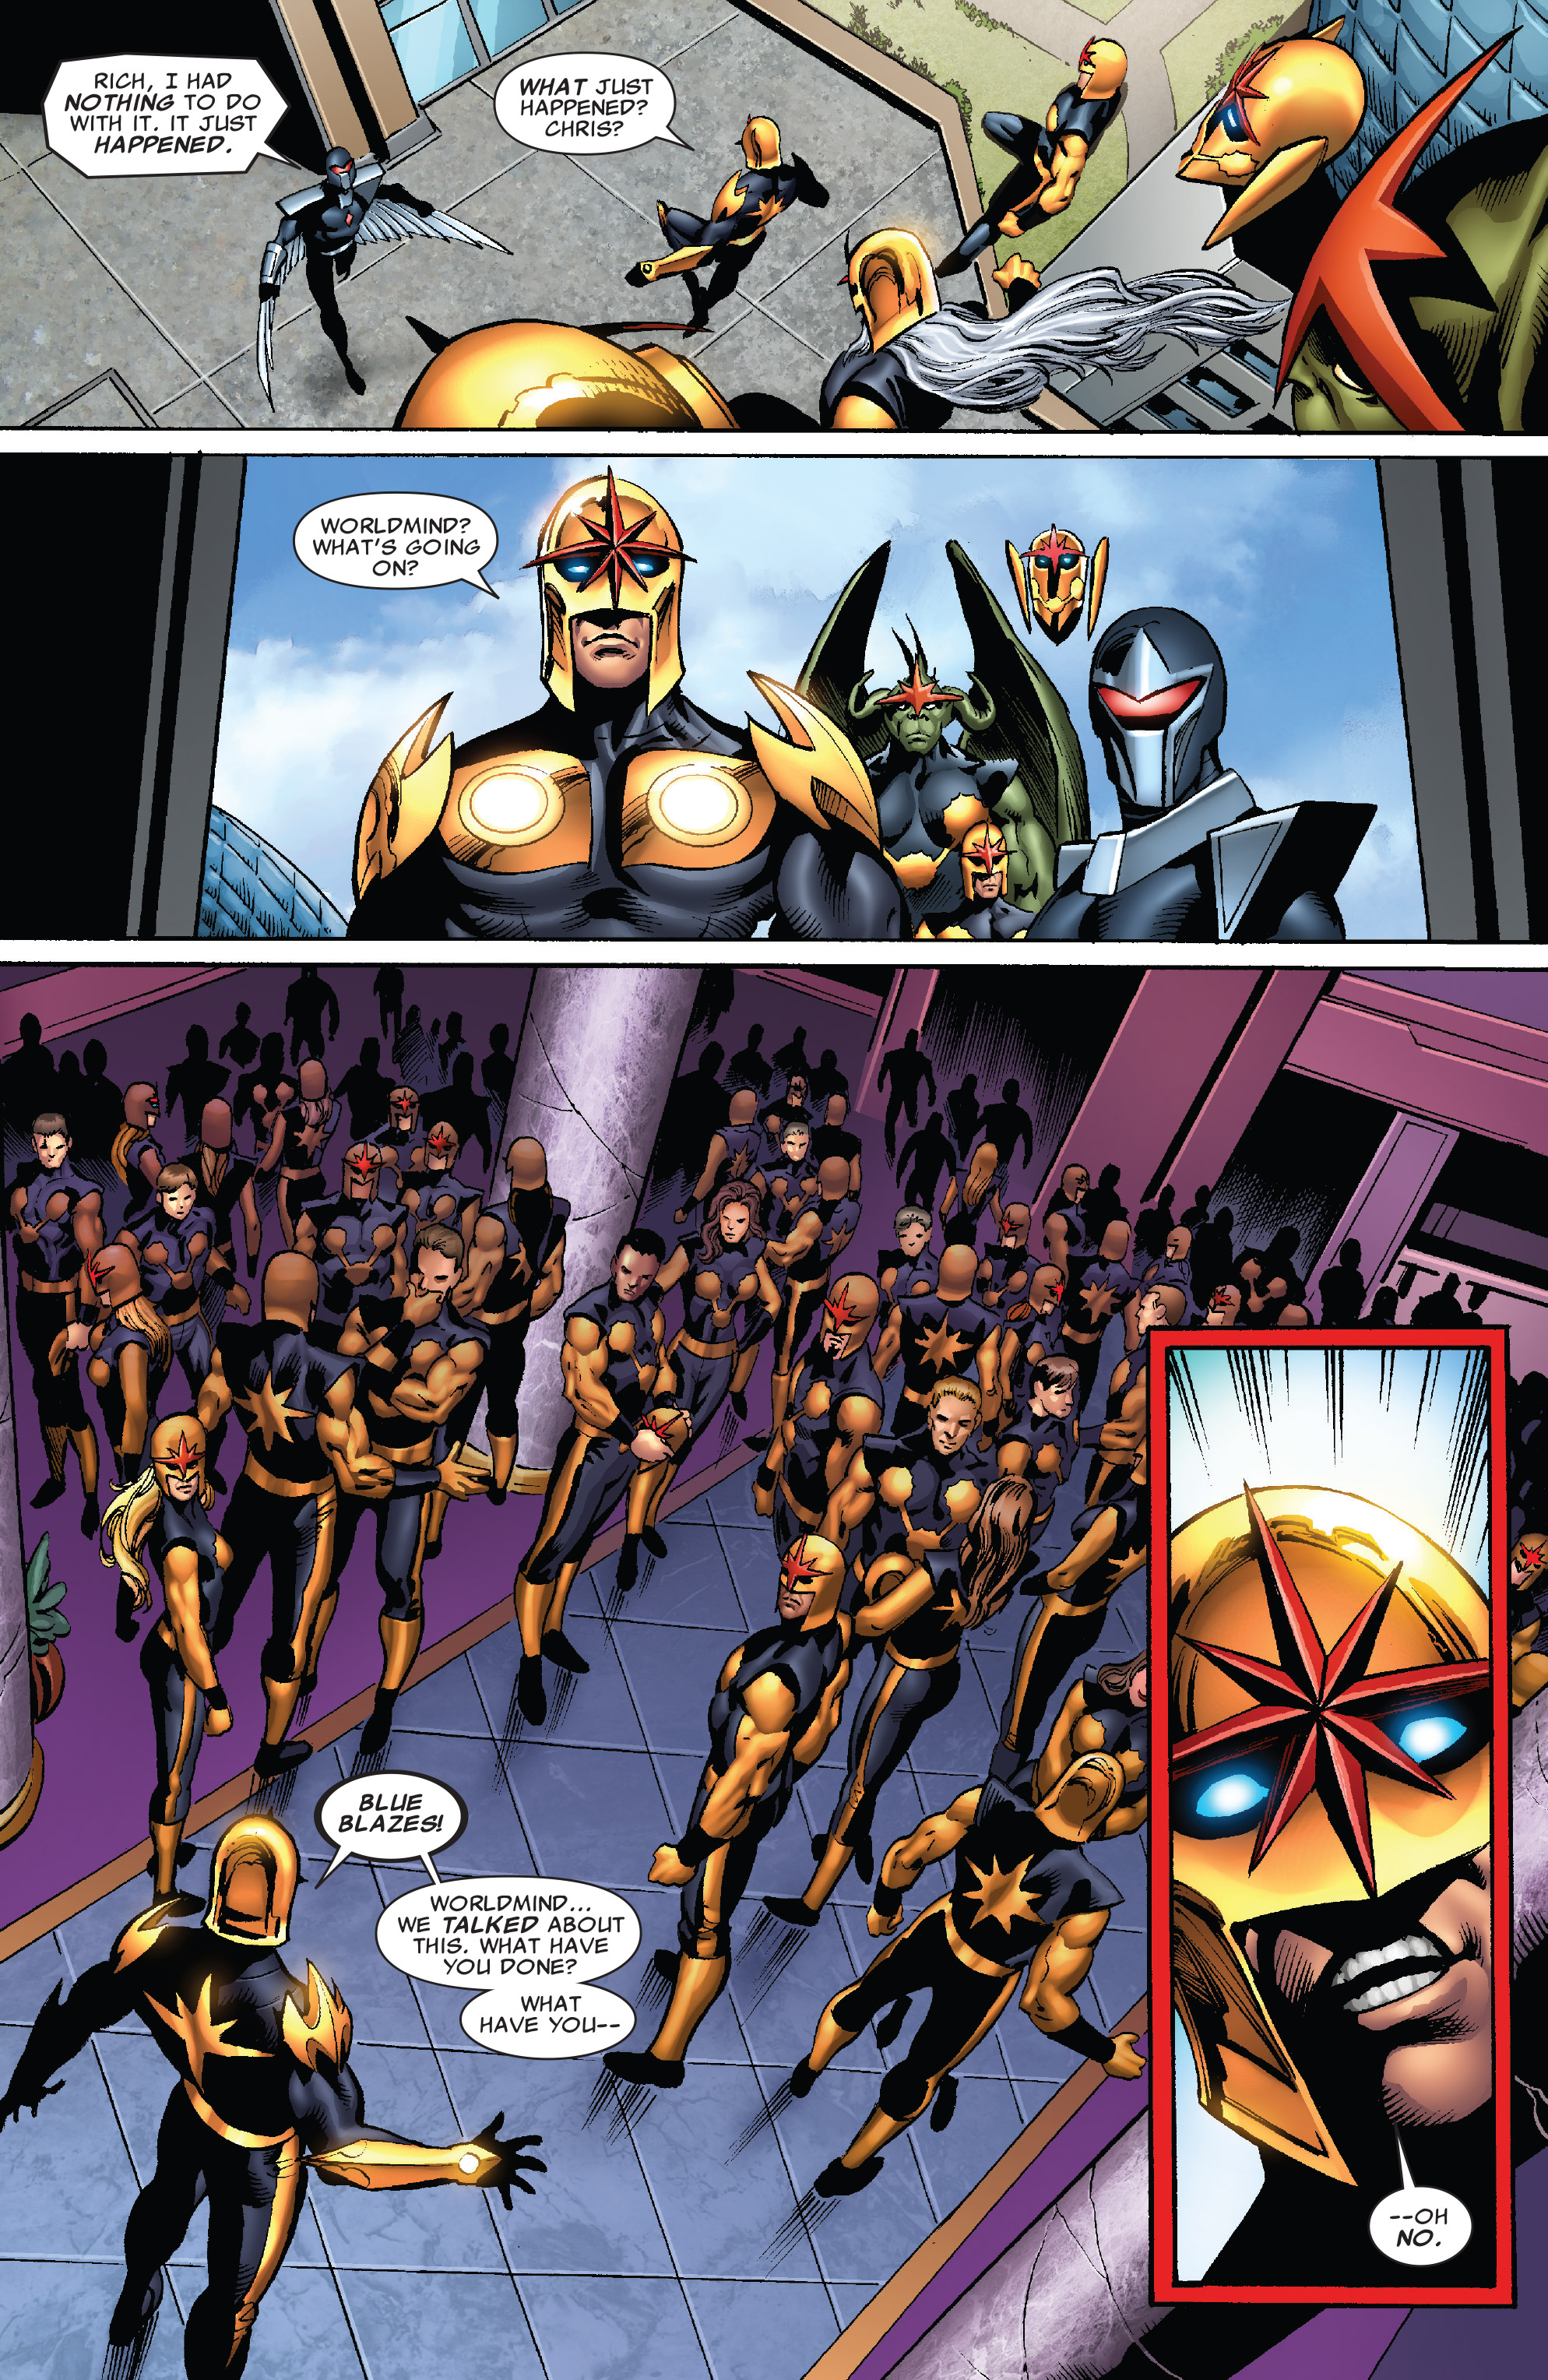 RICH, I HAD
NOTHING TO DO
WITH IT. IT JUST
HAPPENED.
WHAT JUST
HAPPENED?
CHRIS?
WORLDMIND?
WHAT'S GOING
ON?
BLUE
BLAZES!
WORLDMIND...
WE TALKED ABOUT
THIS. WHAT HAVE
YOU DONE?
WHAT
HAVE YOU--
--OH
NO.